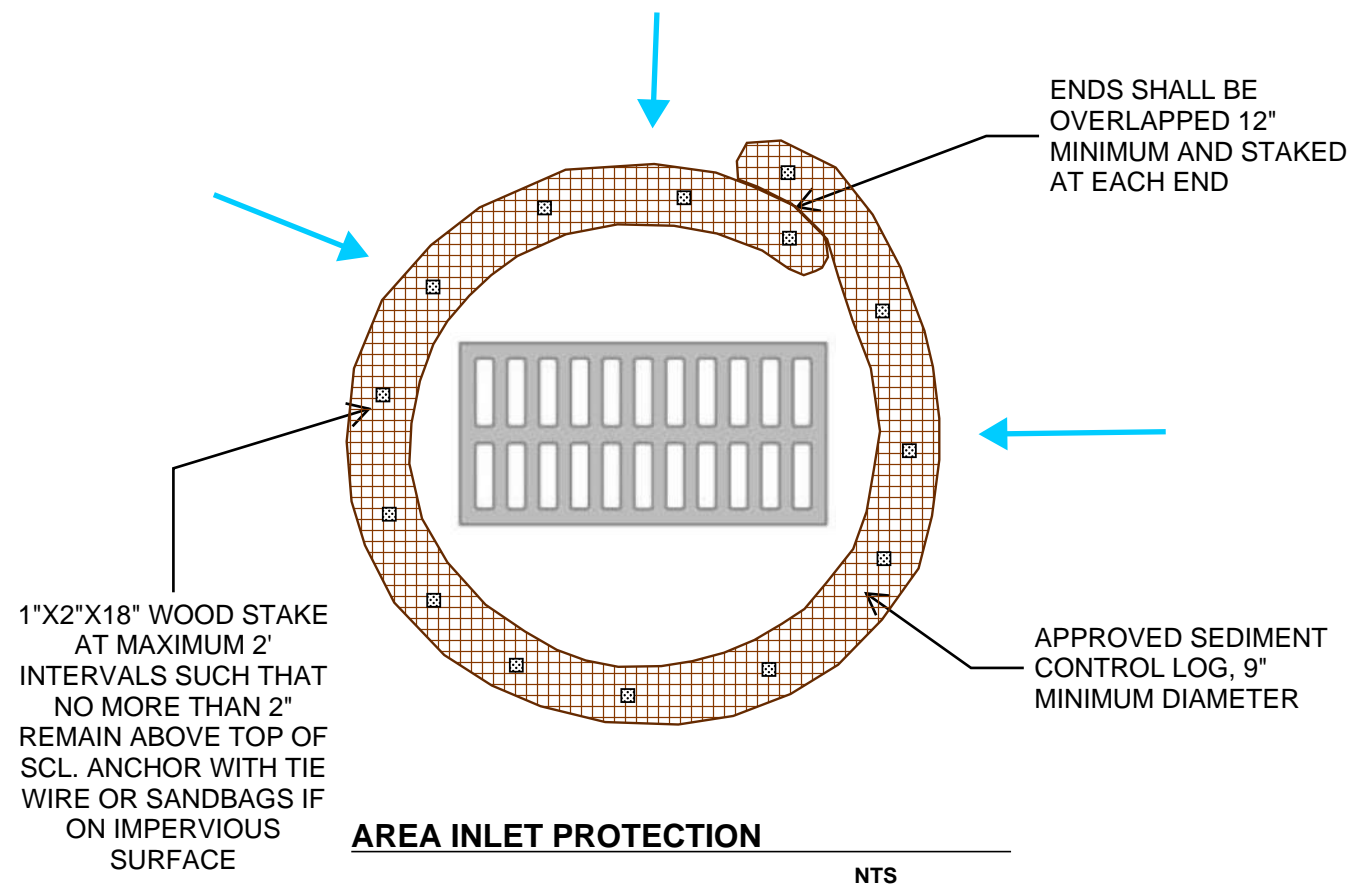 ENDS SHALL BE
OVERLAPPED 12"
MINIMUM AND STAKED
AT EACH END
1"X2"X18" WOOD STAKE
AT MAXIMUM 2'
INTERVALS SUCH THAT
NO MORE THAN 2"
REMAIN ABOVE TOP OF
SCL. ANCHOR WITH TIE
WIRE OR SANDBAGS IF
ON IMPERVIOUS
SURFACE
APPROVED SEDIMENT
CONTROL LOG, 9"
MINIMUM DIAMETER
AREA INLET PROTECTION
NTS